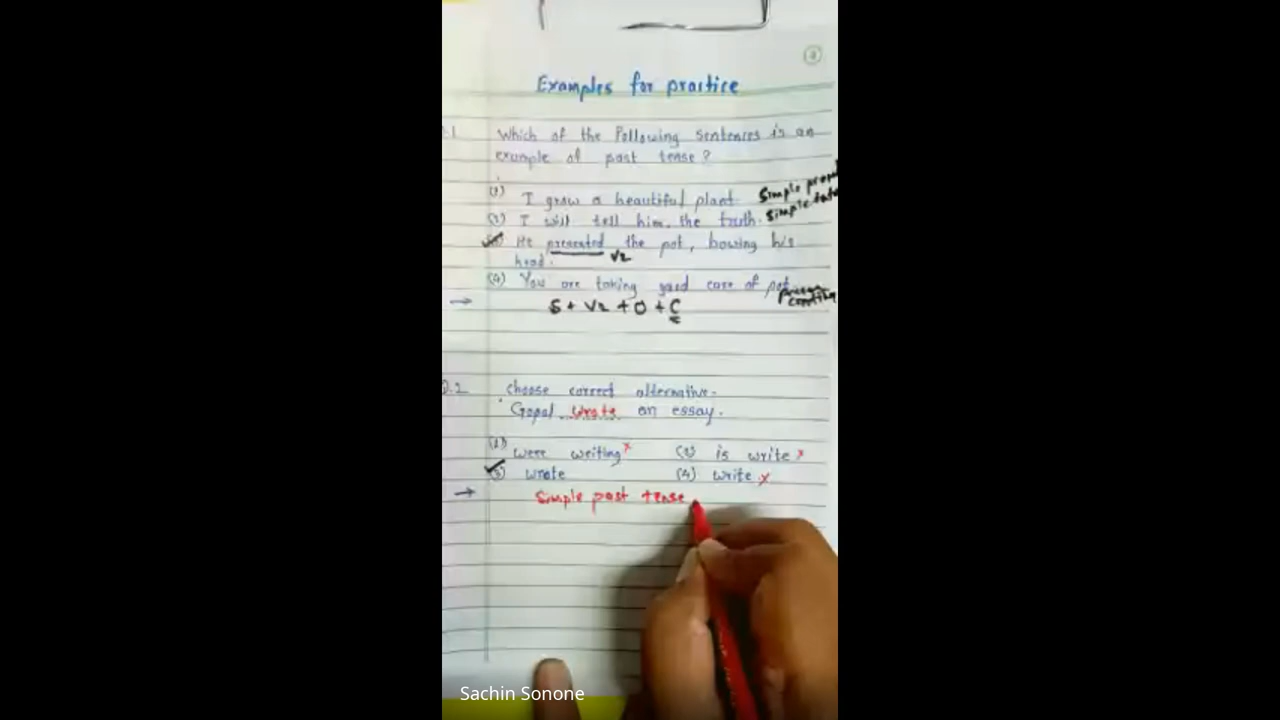 Examples for practice
Which of the following sentences is an
example of past tense?
(1) I grow a beautiful plant. Simple
(2) I will tell him the truth. Simple
He presented the pot, bowing his
V2
head.
(4) You are taking good care of pot.
→ S + V2 + O + C
Q.2 Choose correct alternative.
Gopal wrote an essay.
(1) were writing x (2) is write x
(3) wrote (4) write x
→ Simple past tense
Sachin Sonone